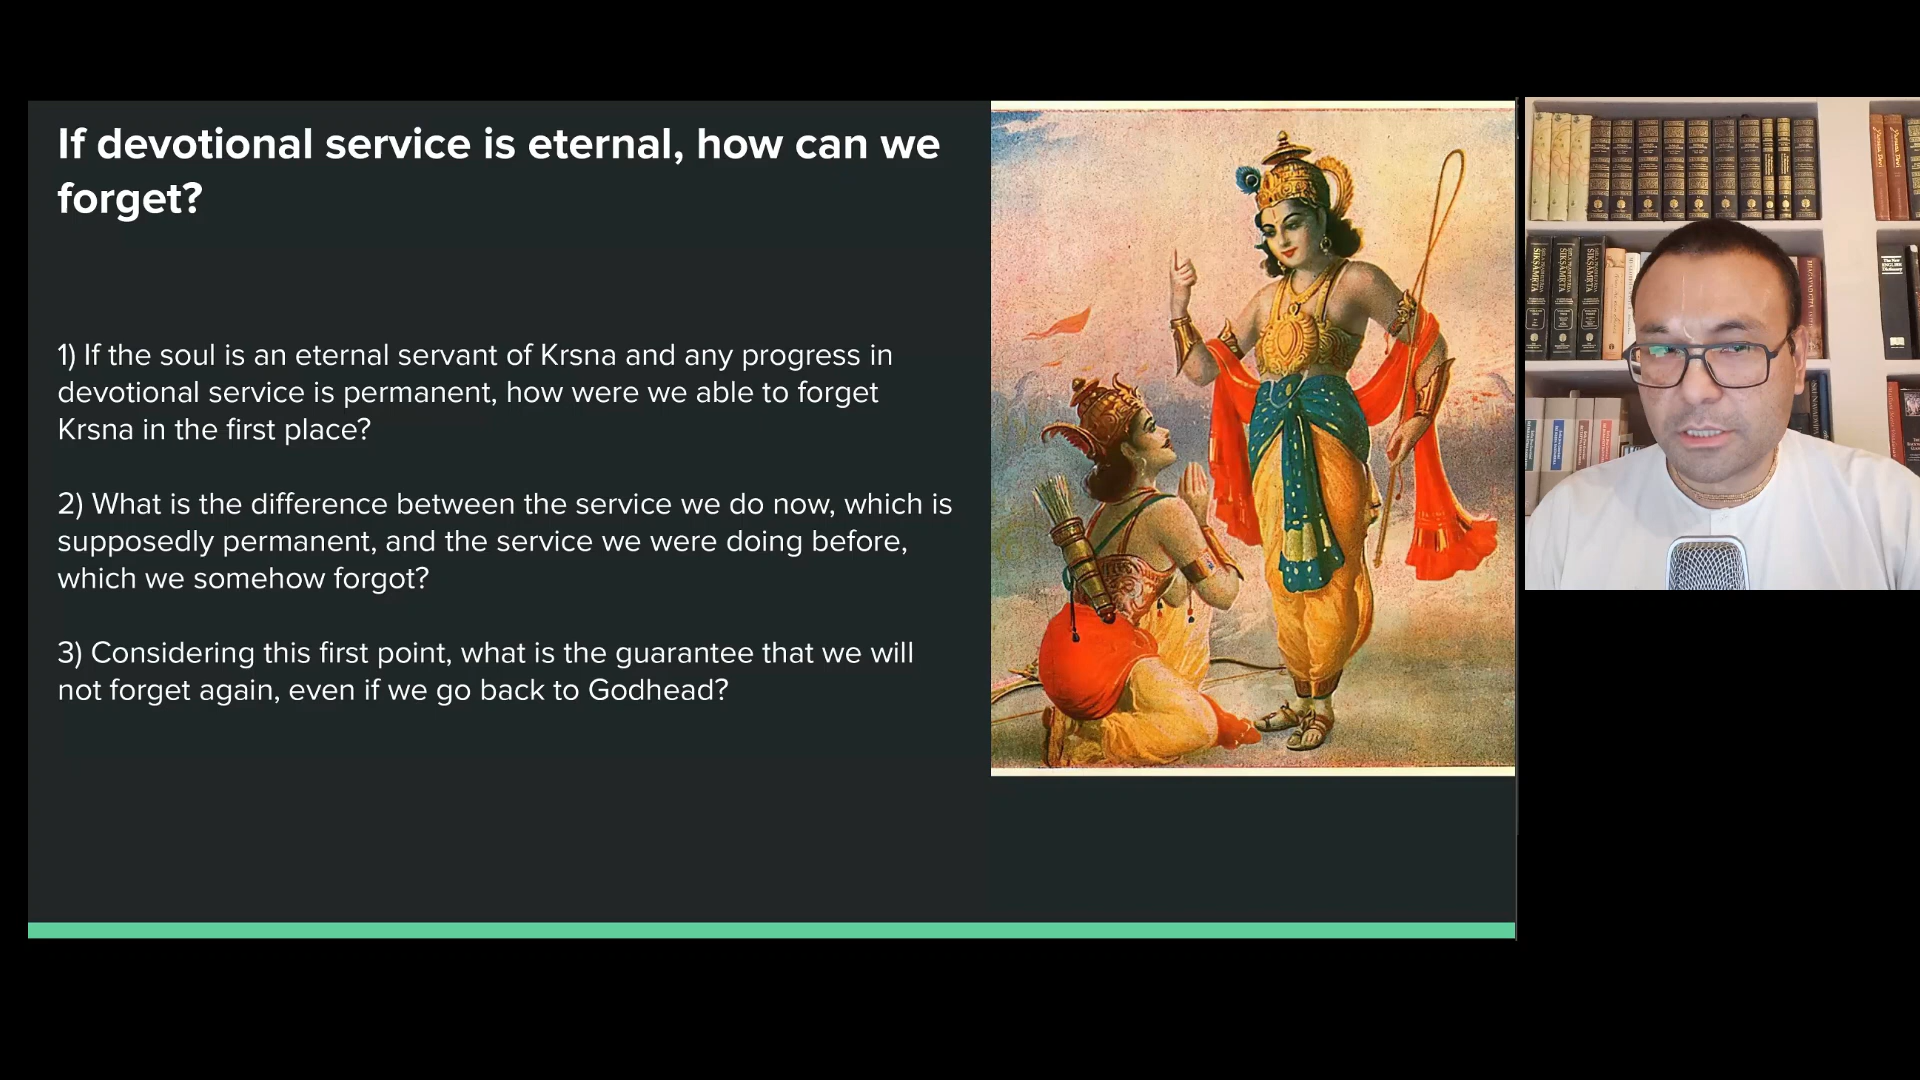 If devotional service is eternal, how can we
forget?
1) If the soul is an eternal servant of Krsna and any progress in
devotional service is permanent, how were we able to forget
Krsna in the first place?
2) What is the difference between the service we do now, which is
supposedly permanent, and the service we were doing before,
which we somehow forgot?
3) Considering this first point, what is the guarantee that we will
not forget again, even if we go back to Godhead?
ŚIKṢĀMṚTA
ŚIKṢĀMṚTA
ŚIKṢĀMṚTA